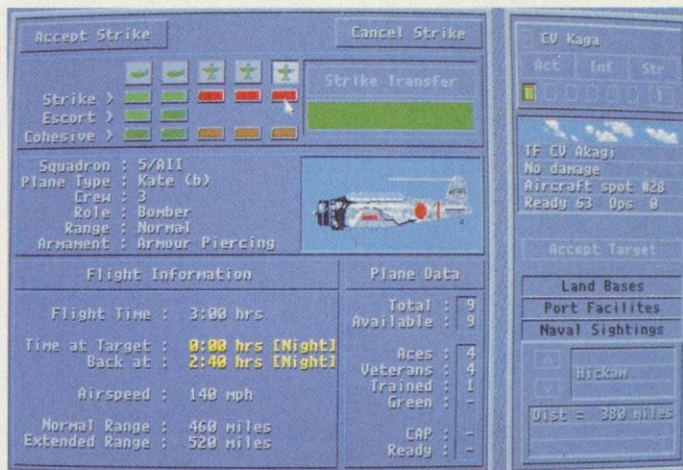 Accept Strike
Cancel Strike
Strike >
Escort >
Cohesive >
Strike Transfer
Squadron : 5/AII
Plane Type : Kate (b)
Crew : 3
Role : Bomber
Range : Normal
Armament : Armour Piercing
Flight Information
Flight Time : 3:00 hrs
Time at Target : 0:00 hrs [Night]
Back at : 2:40 hrs [Night]
Airspeed : 140 mph
Normal Range : 460 miles
Extended Range : 520 miles
Plane Data
Total : 9
Available : 9
Aces : 4
Veterans : 4
Trained : 1
Green : -
CAP : -
Ready : -
CV Kaga
Act Inf Str
TF CV Akagi
No damage
Aircraft spot #28
Ready 63 Ops 0
Accept Target
Land Bases
Port Facilites
Naval Sightings
Hickam
Dist = 380 miles